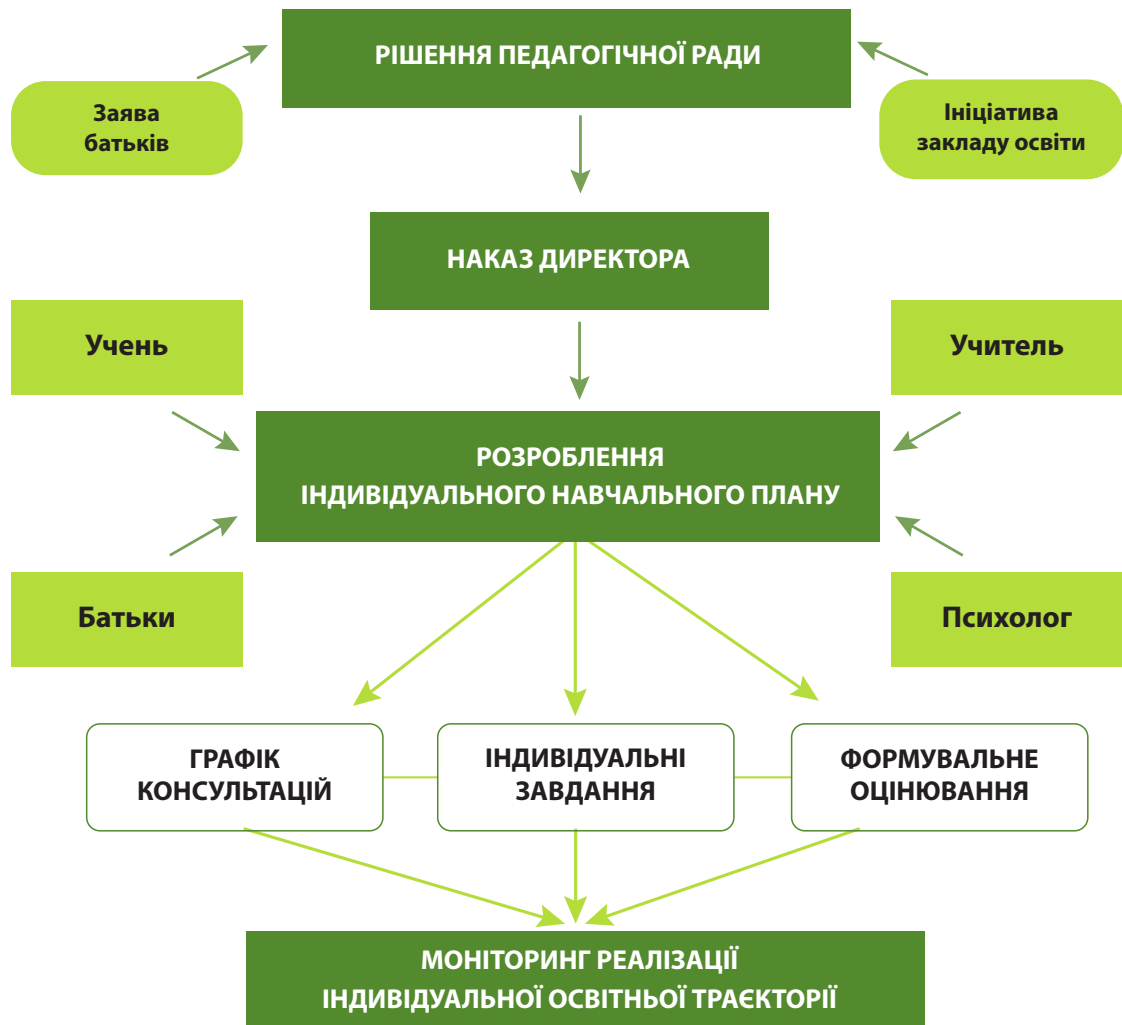 РІШЕННЯ ПЕДАГОГІЧНОЇ РАДИ
Заява
батьків
Ініціатива
закладу освіти
НАКАЗ ДИРЕКТОРА
Учень
Учитель
РОЗРОБЛЕННЯ
ІНДИВІДУАЛЬНОГО НАВЧАЛЬНОГО ПЛАНУ
Батьки
Психолог
ГРАФІК
КОНСУЛЬТАЦІЙ
ІНДИВІДУАЛЬНІ
ЗАВДАННЯ
ФОРМУВАЛЬНЕ
ОЦІНЮВАННЯ
МОНІТОРИНГ РЕАЛІЗАЦІЇ
ІНДИВІДУАЛЬНОЇ ОСВІТНЬОЇ ТРАЄКТОРІЇ